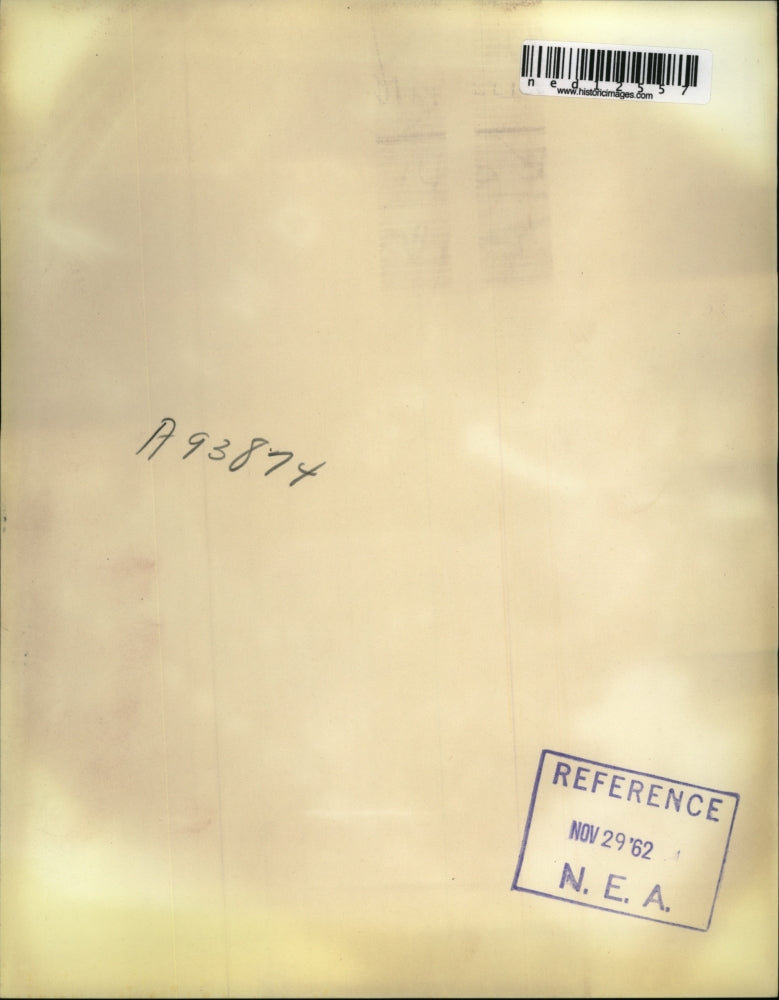 ned12557
www.historicimages.com
A93874
REFERENCE
NOV 29 '62
N. E. A.